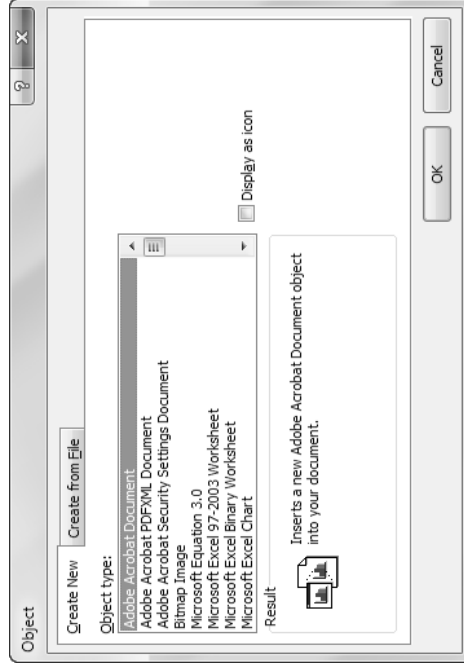 Object
? X
Create New
Create from File
Object type:
Adobe Acrobat Document
Adobe Acrobat PDFXML Document
Adobe Acrobat Security Settings Document
Bitmap Image
Microsoft Equation 3.0
Microsoft Excel 97-2003 Worksheet
Microsoft Excel Binary Worksheet
Microsoft Excel Chart
Display as icon
Result
Inserts a new Adobe Acrobat Document object
into your document.
OK
Cancel